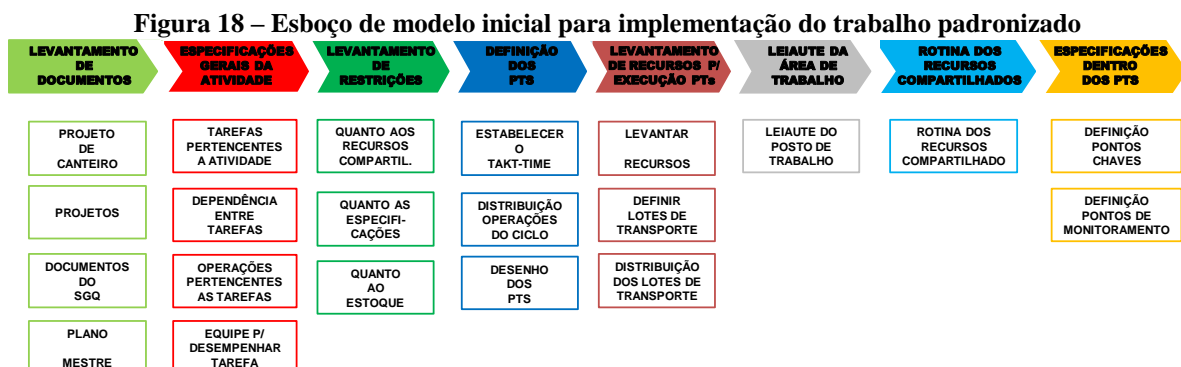 Figura 18 – Esboço de modelo inicial para implementação do trabalho padronizado
LEVANTAMENTO
DE
DOCUMENTOS
ESPECIFICAÇÕES
GERAIS DA
ATIVIDADE
LEVANTAMENTO
DE
RESTRIÇÕES
DEFINIÇÃO
DOS
PTS
LEVANTAMENTO
DE RECURSOS P/
EXECUÇÃO PTs
LEIAUTE DA
ÁREA DE
TRABALHO
ROTINA DOS
RECURSOS
COMPARTILHADOS
ESPECIFICAÇÕES
DENTRO
DOS PTS
PROJETO
DE
CANTEIRO
TAREFAS
PERTENCENTES
A ATIVIDADE
QUANTO AOS
RECURSOS
COMPARTIL.
ESTABELECER
O
TAKT-TIME
LEVANTAR
RECURSOS
LEIAUTE DO
POSTO DE
TRABALHO
ROTINA DOS
RECURSOS
COMPARTILHADO
DEFINIÇÃO
PONTOS
CHAVES
PROJETOS
DEPENDÊNCIA
ENTRE
TAREFAS
QUANTO AS
ESPECIFI-
CAÇÕES
DISTRIBUIÇÃO
OPERAÇÕES
DO CICLO
DEFINIR
LOTES DE
TRANSPORTE
DEFINIÇÃO
PONTOS DE
MONITORAMENTO
DOCUMENTOS
DO
SGQ
OPERAÇÕES
PERTENCENTES
AS TAREFAS
QUANTO
AO
ESTOQUE
DESENHO
DOS
PTS
DISTRIBUIÇÃO
DOS LOTES DE
TRANSPORTE
PLANO
MESTRE
EQUIPE P/
DESEMPENHAR
TAREFA